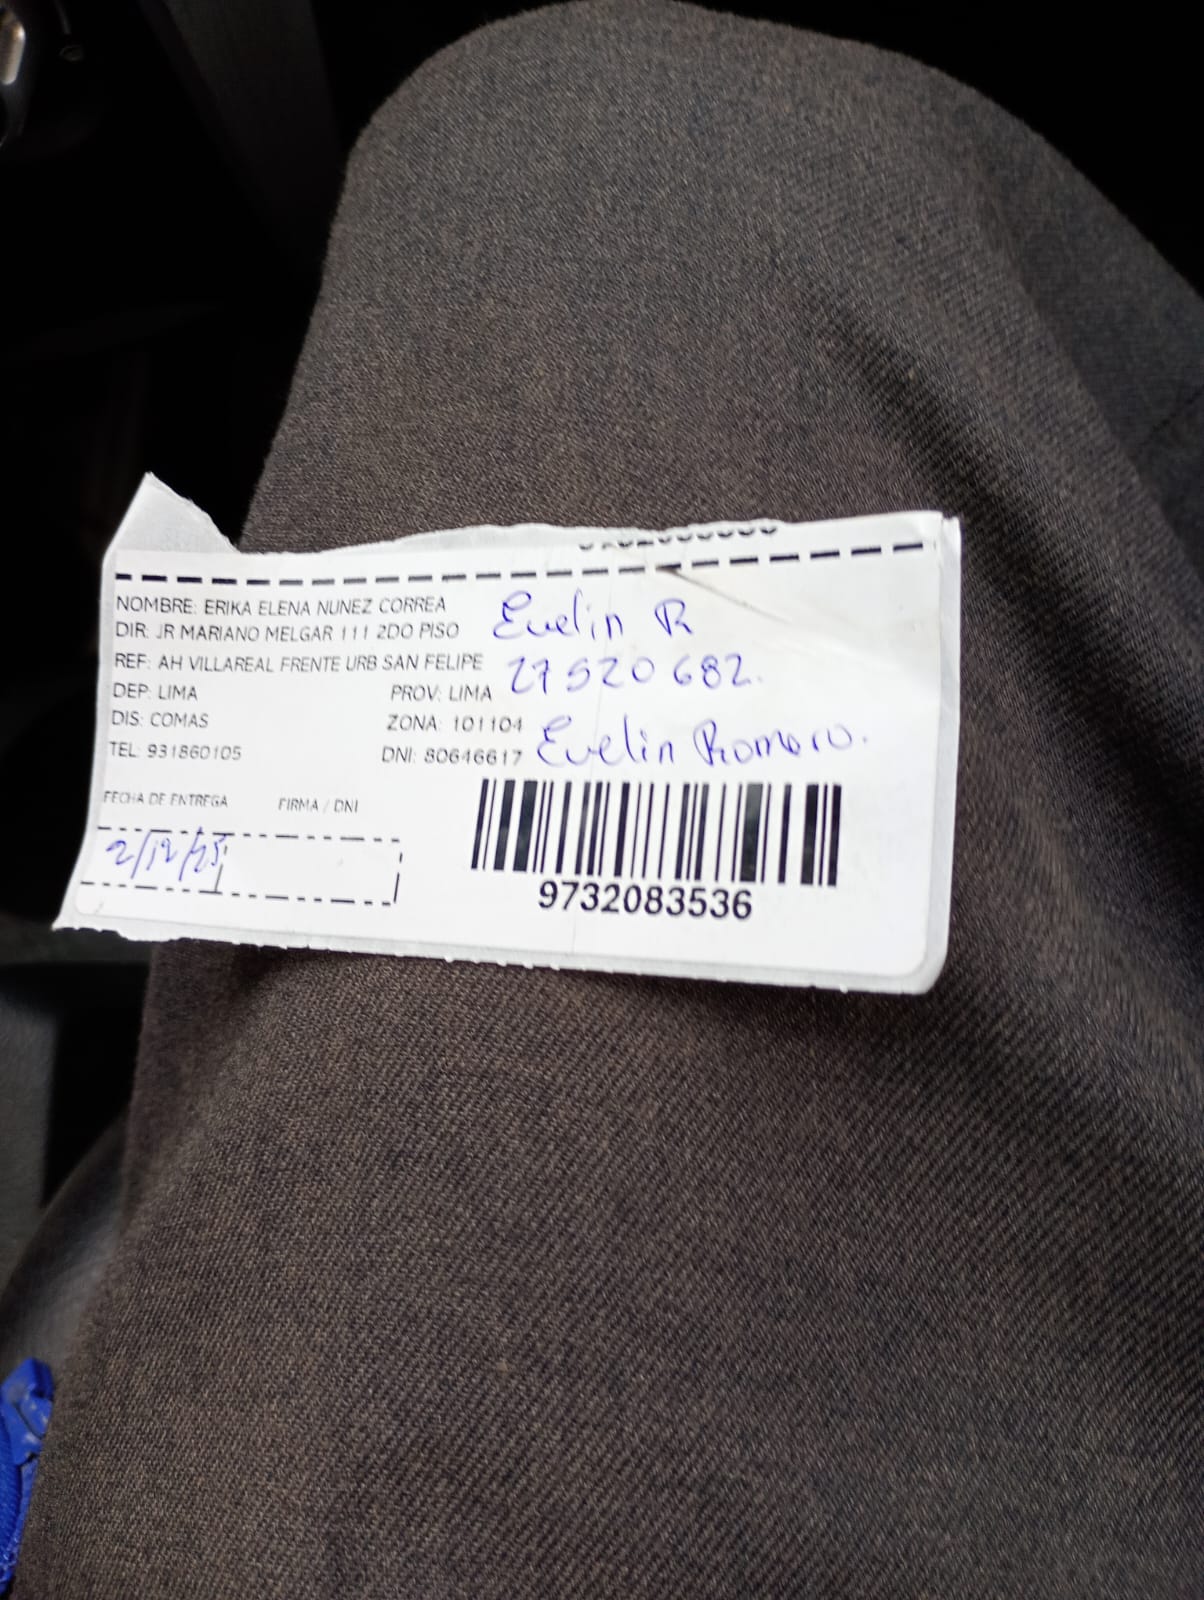 NOMBRE: ERIKA ELENA NUNEZ CORREA
Evelin R
DIR: JR MARIANO MELGAR 111 2DO PISO
REF: AH VILLAREAL FRENTE URB SAN FELIPE
27520682.
DEP: LIMA PROV: LIMA
DIS: COMAS ZONA: 101104
Evelin Romero.
TEL: 931860105 DNI: 80646617
FECHA DE ENTREGA FIRMA / DNI
2/12/25
9732083536